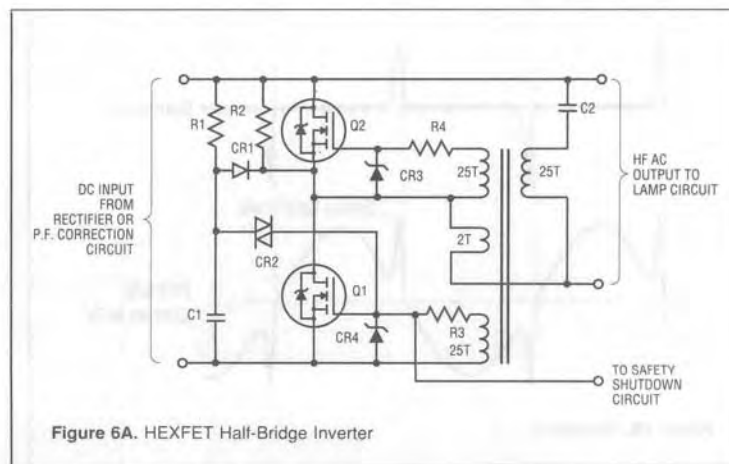 R1
R2
CR1
Q2
R4
CR3
25T
25T
C2
2T
HF AC
OUTPUT TO
LAMP CIRCUIT
DC INPUT
FROM
RECTIFIER OR
P.F. CORRECTION
CIRCUIT
CR2
Q1
C1
CR4
R3
25T
TO SAFETY
SHUTDOWN
CIRCUIT
Figure 6A. HEXFET Half-Bridge Inverter